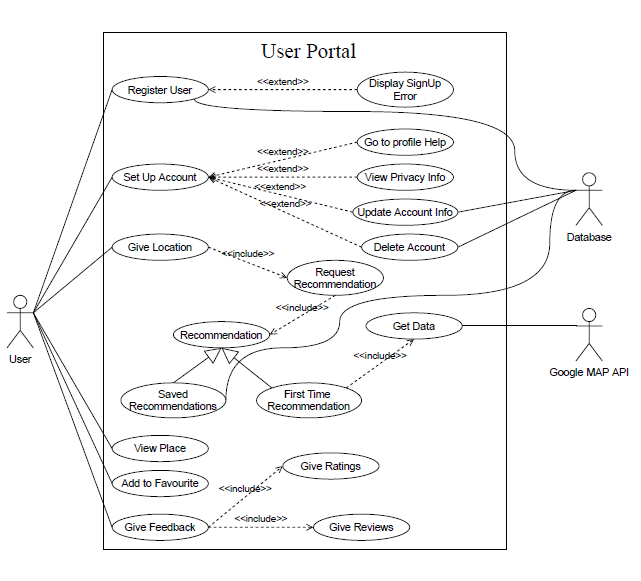 User Portal
Register User
<<extend>>
Display SignUp
Error
<<extend>>
Go to profile Help
Set Up Account
<<extend>>
View Privacy Info
<<extend>>
Update Account Info
<<extend>>
Delete Account
Database
Give Location
<<include>>
Request
Recommendation
<<include>>
Recommendation
Get Data
<<include>>
User
Google MAP API
Saved
Recommendations
First Time
Recommendation
View Place
Give Ratings
Add to Favourite
<<include>>
Give Feedback
<<include>>
Give Reviews